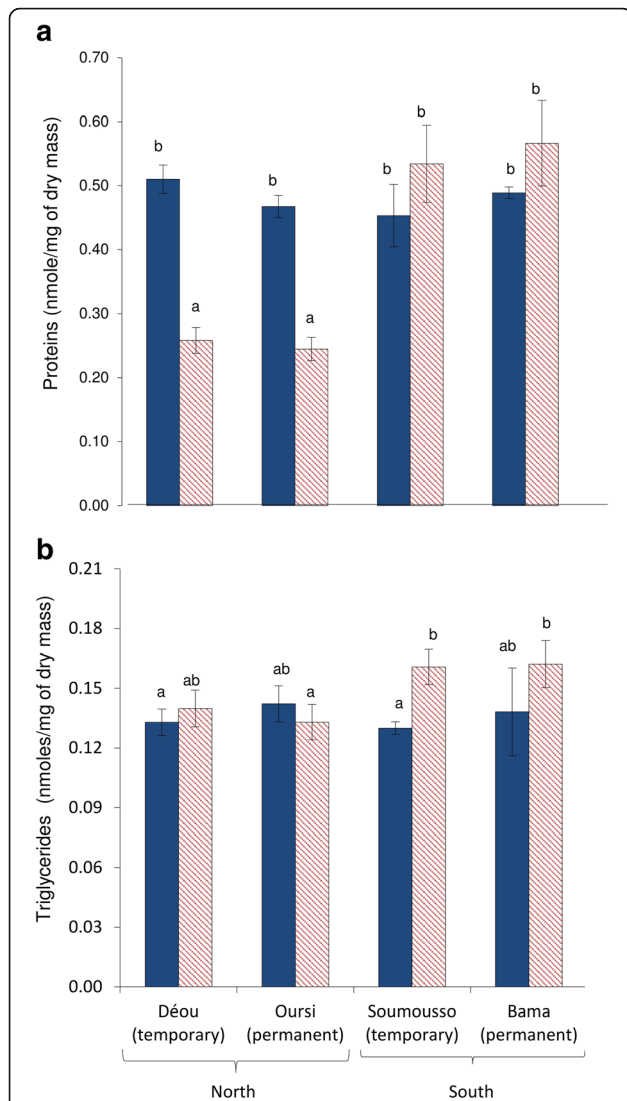 a
Proteins (nmole/mg of dry mass)
0.70
0.60
0.50
0.40
0.30
0.20
0.10
0.00
b
a
b
a
b
b
b
b
b
Triglycerides (nmoles/mg of dry mass)
0.21
0.18
0.15
0.12
0.09
0.06
0.03
0.00
a
ab
ab
a
a
b
ab
b
Déou
(temporary)
Oursi
(permanent)
Soumousso
(temporary)
Bama
(permanent)
North
South